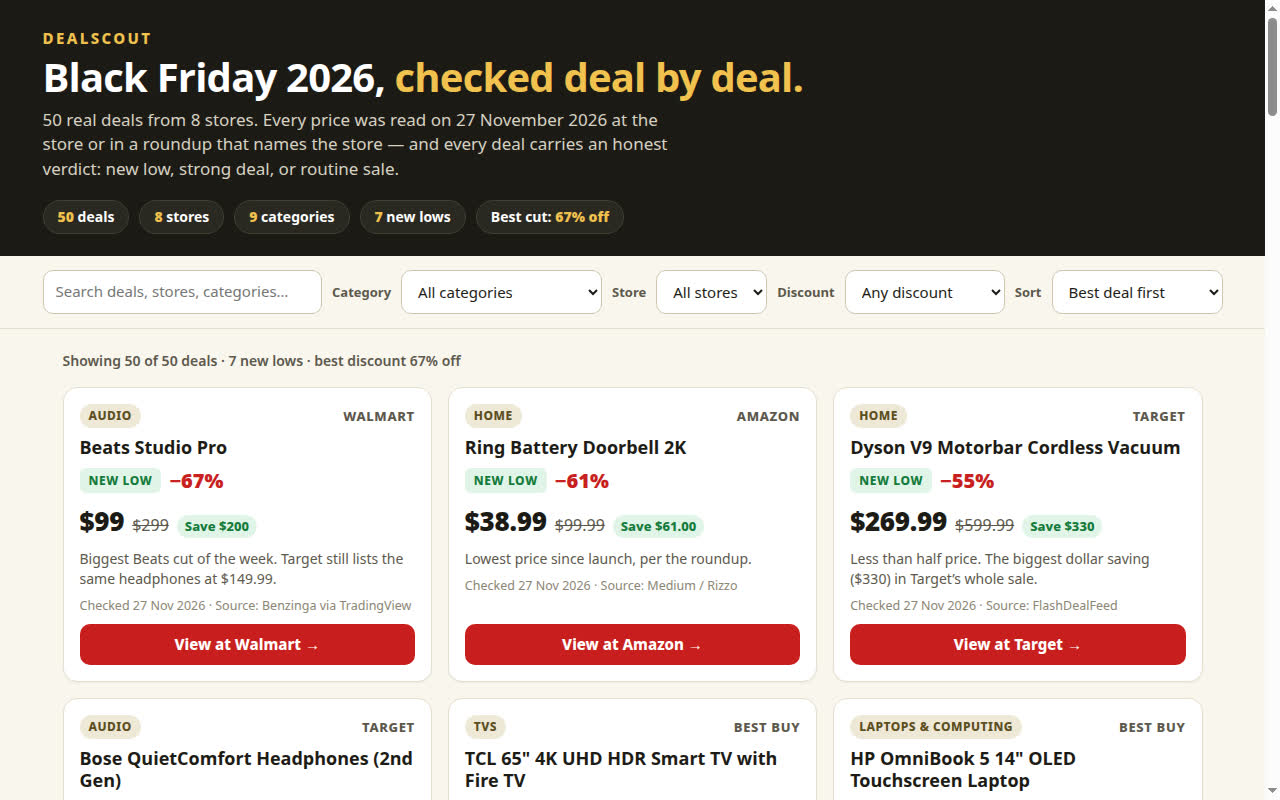 DEALSCOUT
Black Friday 2026, checked deal by deal.
50 real deals from 8 stores. Every price was read on 27 November 2026 at the
store or in a roundup that names the store — and every deal carries an honest
verdict: new low, strong deal, or routine sale.
50 deals
8 stores
9 categories
7 new lows
Best cut: 67% off
Search deals, stores, categories...
Category
All categories
Store
All stores
Discount
Any discount
Sort
Best deal first
Showing 50 of 50 deals · 7 new lows · best discount 67% off
AUDIO
WALMART
Beats Studio Pro
NEW LOW
−67%
$99 $299 Save $200
Biggest Beats cut of the week. Target still lists the
same headphones at $149.99.
Checked 27 Nov 2026 · Source: Benzinga via TradingView
View at Walmart →
HOME
AMAZON
Ring Battery Doorbell 2K
NEW LOW
−61%
$38.99 $99.99 Save $61.00
Lowest price since launch, per the roundup.
Checked 27 Nov 2026 · Source: Medium / Rizzo
View at Amazon →
HOME
TARGET
Dyson V9 Motorbar Cordless Vacuum
NEW LOW
−55%
$269.99 $599.99 Save $330
Less than half price. The biggest dollar saving
($330) in Target's whole sale.
Checked 27 Nov 2026 · Source: FlashDealFeed
View at Target →
AUDIO
TARGET
Bose QuietComfort Headphones (2nd
Gen)
TVS
BEST BUY
TCL 65" 4K UHD HDR Smart TV with
Fire TV
LAPTOPS & COMPUTING
BEST BUY
HP OmniBook 5 14" OLED
Touchscreen Laptop